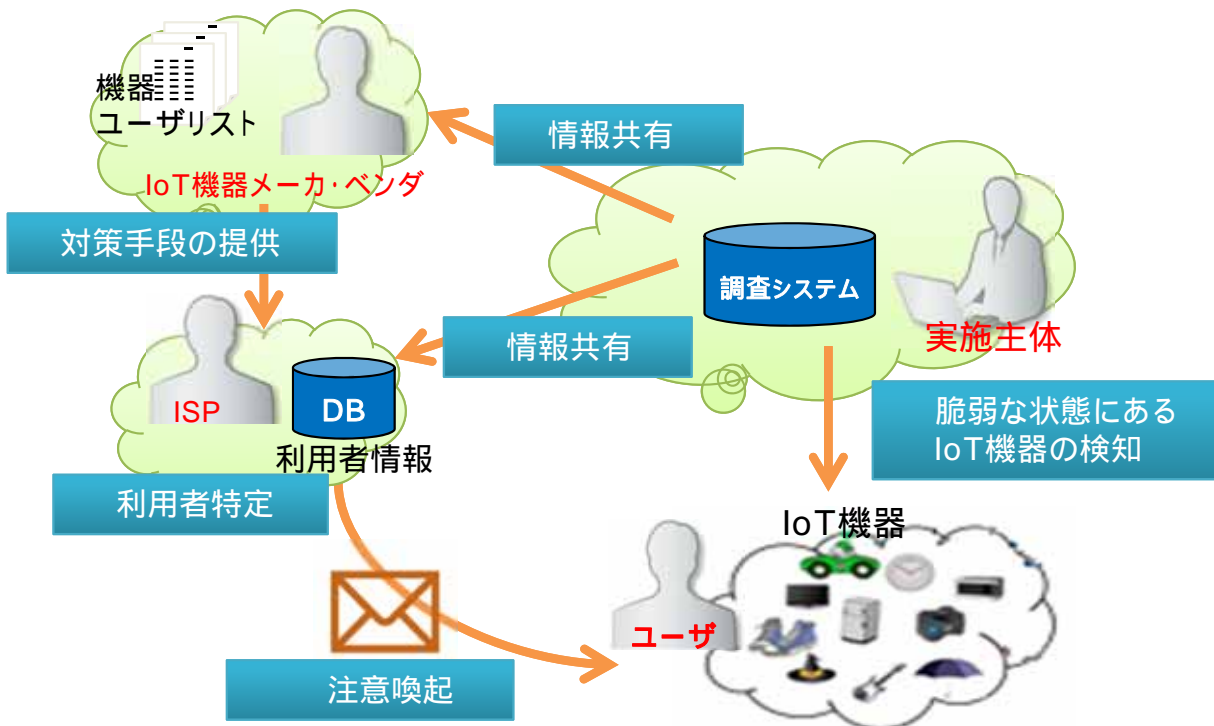 機器
ユーザリスト
IoT機器メーカ・ベンダ
情報共有
対策手段の提供
調査システム
実施主体
情報共有
ISP
DB
利用者情報
脆弱な状態にある
IoT機器の検知
利用者特定
IoT機器
ユーザ
注意喚起